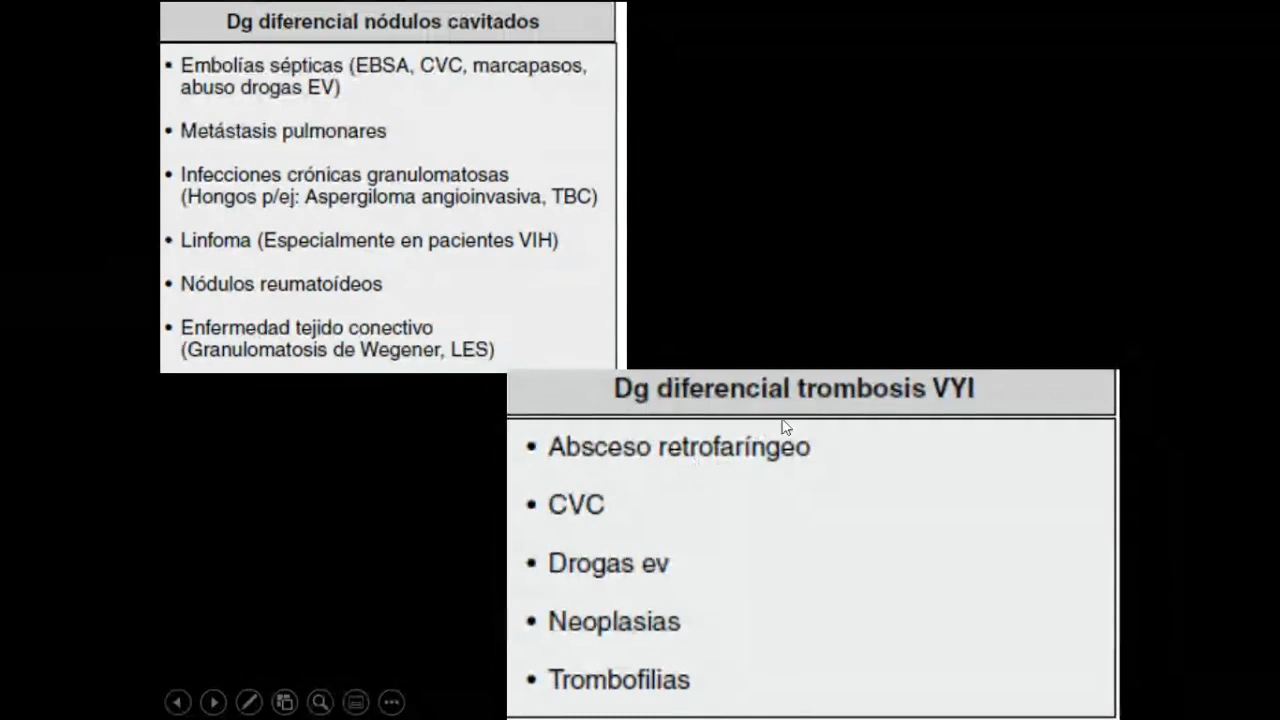 Dg diferencial nódulos cavitados
• Embolías sépticas (EBSA, CVC, marcapasos,
abuso drogas EV)
• Metástasis pulmonares
• Infecciones crónicas granulomatosas
(Hongos p/ej: Aspergiloma angioinvasiva, TBC)
• Linfoma (Especialmente en pacientes VIH)
• Nódulos reumatoídeos
• Enfermedad tejido conectivo
(Granulomatosis de Wegener, LES)
Dg diferencial trombosis VYI
• Absceso retrofaríngeo
• CVC
• Drogas ev
• Neoplasias
• Trombofilias